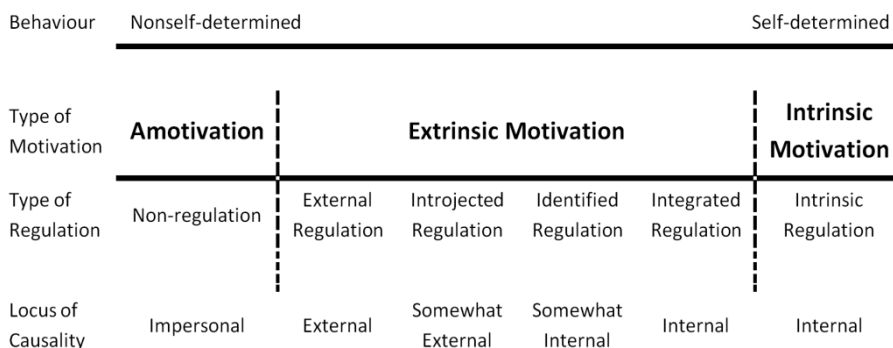 Behaviour Nonself-determined Self-determined
Type of
Motivation
Amotivation Extrinsic Motivation
Intrinsic
Motivation
Type of
Regulation
Non-regulation
External
Regulation
Introjected
Regulation
Identified
Regulation
Integrated
Regulation
Intrinsic
Regulation
Locus of
Causality
Impersonal
External
Somewhat
External
Somewhat
Internal
Internal
Internal